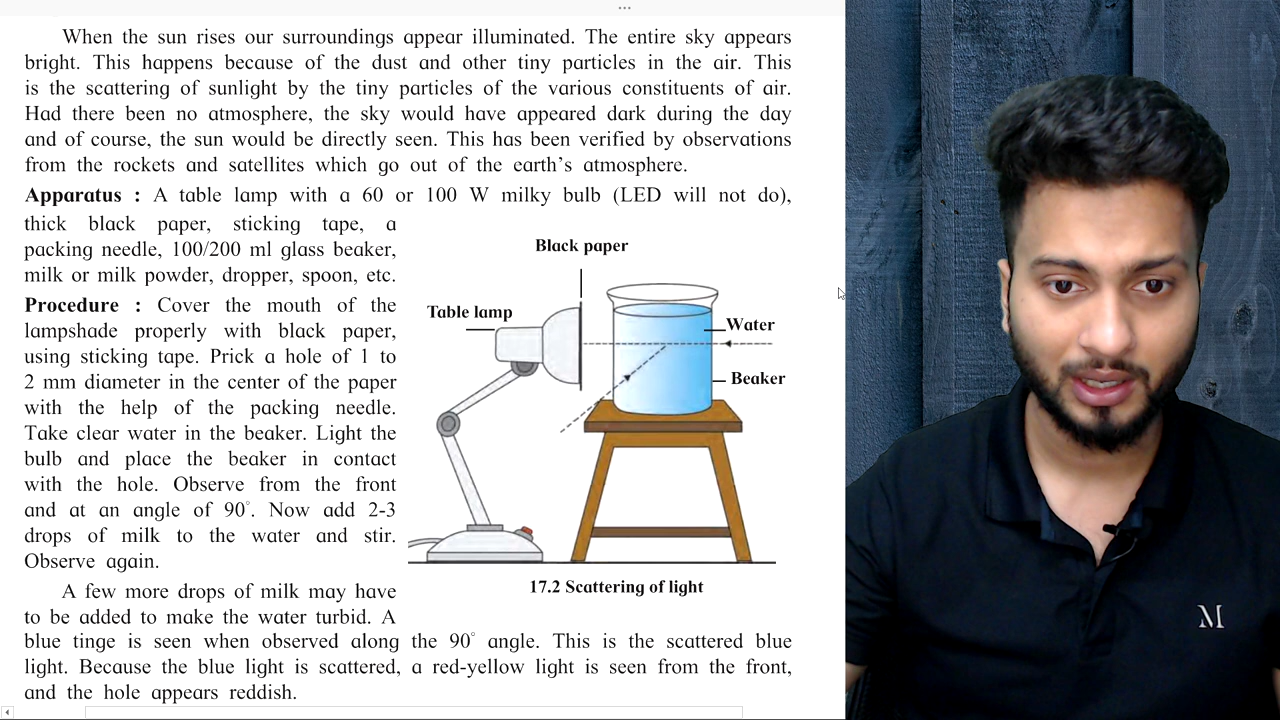 When the sun rises our surroundings appear illuminated. The entire sky appears
bright. This happens because of the dust and other tiny particles in the air. This
is the scattering of sunlight by the tiny particles of the various constituents of air.
Had there been no atmosphere, the sky would have appeared dark during the day
and of course, the sun would be directly seen. This has been verified by observations
from the rockets and satellites which go out of the earth's atmosphere.
Apparatus : A table lamp with a 60 or 100 W milky bulb (LED will not do),
thick black paper, sticking tape, a
packing needle, 100/200 ml glass beaker,
milk or milk powder, dropper, spoon, etc.
Procedure : Cover the mouth of the
lampshade properly with black paper,
using sticking tape. Prick a hole of 1 to
2 mm diameter in the center of the paper
with the help of the packing needle.
Take clear water in the beaker. Light the
bulb and place the beaker in contact
with the hole. Observe from the front
and at an angle of 90°. Now add 2-3
drops of milk to the water and stir.
Observe again.
A few more drops of milk may have
to be added to make the water turbid. A
blue tinge is seen when observed along the 90° angle. This is the scattered blue
light. Because the blue light is scattered, a red-yellow light is seen from the front,
and the hole appears reddish.
Black paper
Table lamp
Water
Beaker
17.2 Scattering of light
M